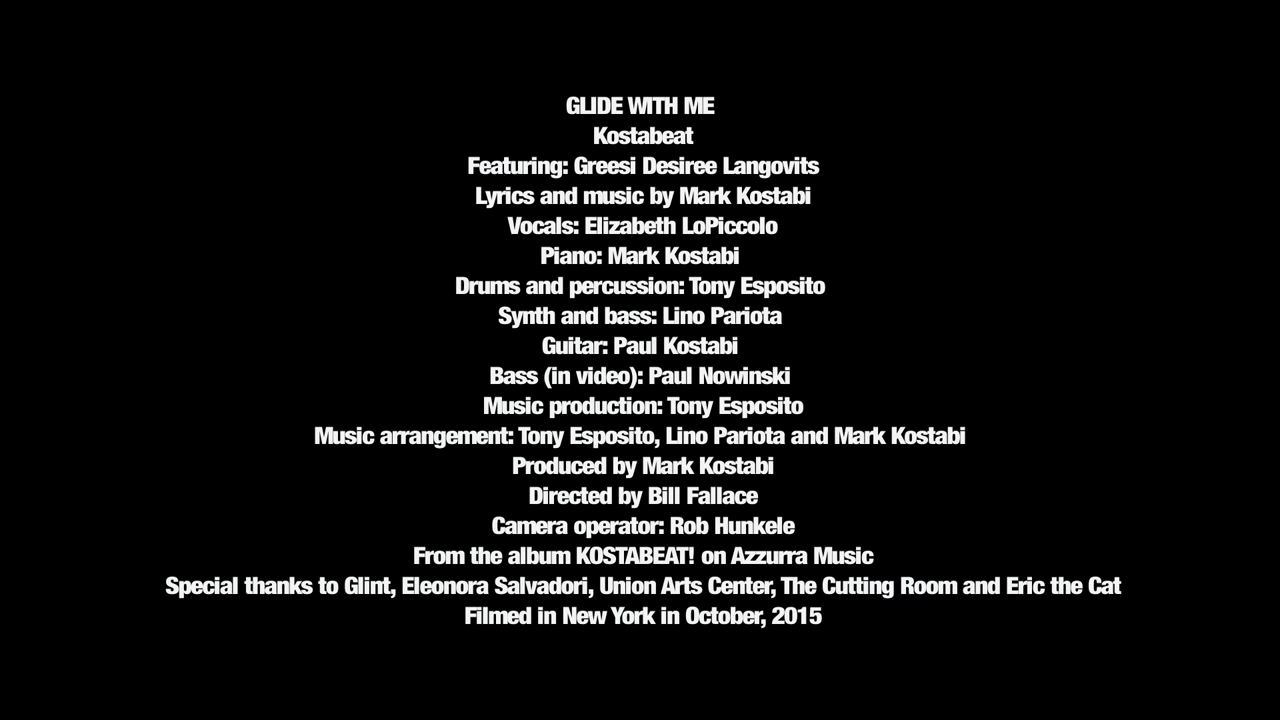 GLIDE WITH ME
Kostabeat
Featuring: Greesi Desiree Langovits
Lyrics and music by Mark Kostabi
Vocals: Elizabeth LoPiccolo
Piano: Mark Kostabi
Drums and percussion: Tony Esposito
Synth and bass: Lino Pariota
Guitar: Paul Kostabi
Bass (in video): Paul Nowinski
Music production: Tony Esposito
Music arrangement: Tony Esposito, Lino Pariota and Mark Kostabi
Produced by Mark Kostabi
Directed by Bill Fallace
Camera operator: Rob Hunkele
From the album KOSTABEAT! on Azzurra Music
Special thanks to Glint, Eleonora Salvadori, Union Arts Center, The Cutting Room and Eric the Cat
Filmed in New York in October, 2015